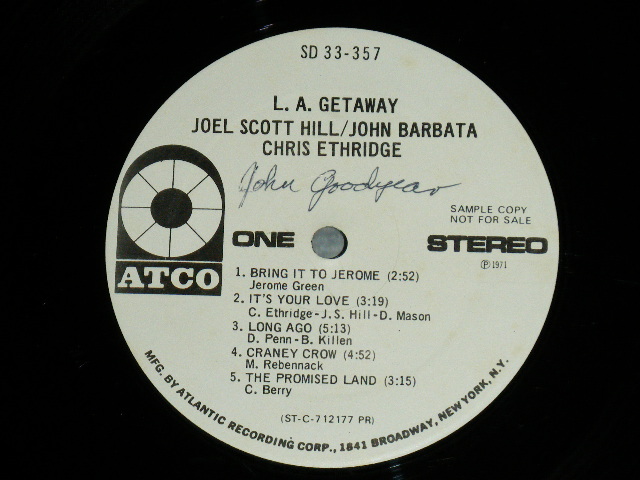 SD 33-357
L. A. GETAWAY
JOEL SCOTT HILL/JOHN BARBATA
CHRIS ETHRIDGE
John Goodyear
SAMPLE COPY
NOT FOR SALE
ONE
STEREO
ATCO
℗1971
1. BRING IT TO JEROME (2:52)
Jerome Green
2. IT'S YOUR LOVE (3:19)
C. Ethridge-J.S. Hill-D. Mason
3. LONG AGO (5:13)
D. Penn-B. Killen
4. CRANEY CROW (4:52)
M. Rebennack
5. THE PROMISED LAND (3:15)
C. Berry
(ST-C-712177 PR)
MFG. BY ATLANTIC RECORDING CORP., 1841 BROADWAY, NEW YORK, N.Y.